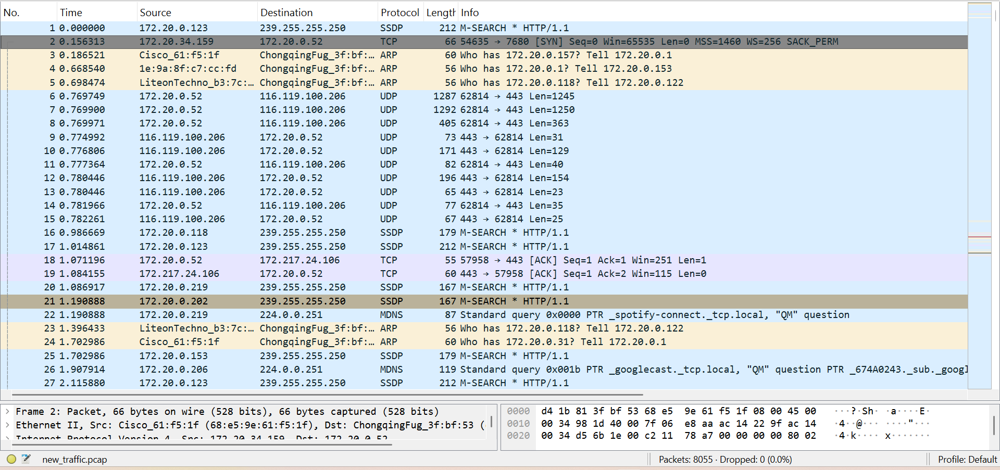 No. Time Source Destination Protocol Length Info
1 0.000000 172.20.0.123 239.255.255.250 SSDP 212 M-SEARCH * HTTP/1.1
2 0.156313 172.20.34.159 172.20.0.52 TCP 66 54635 → 7680 [SYN] Seq=0 Win=65535 Len=0 MSS=1460 WS=256 SACK_PERM
3 0.186521 Cisco_61:f5:1f ChongqingFug_3f:bf:… ARP 60 Who has 172.20.0.157? Tell 172.20.0.1
4 0.668540 1e:9a:8f:c7:cc:fd ChongqingFug_3f:bf:… ARP 56 Who has 172.20.0.1? Tell 172.20.0.153
5 0.698474 LiteonTechno_b3:7c:… ChongqingFug_3f:bf:… ARP 56 Who has 172.20.0.118? Tell 172.20.0.122
6 0.769749 172.20.0.52 116.119.100.206 UDP 1287 62814 → 443 Len=1245
7 0.769900 172.20.0.52 116.119.100.206 UDP 1292 62814 → 443 Len=1250
8 0.769971 172.20.0.52 116.119.100.206 UDP 405 62814 → 443 Len=363
9 0.774992 116.119.100.206 172.20.0.52 UDP 73 443 → 62814 Len=31
10 0.776806 116.119.100.206 172.20.0.52 UDP 171 443 → 62814 Len=129
11 0.777364 172.20.0.52 116.119.100.206 UDP 82 62814 → 443 Len=40
12 0.780446 116.119.100.206 172.20.0.52 UDP 196 443 → 62814 Len=154
13 0.780446 116.119.100.206 172.20.0.52 UDP 65 443 → 62814 Len=23
14 0.781966 172.20.0.52 116.119.100.206 UDP 77 62814 → 443 Len=35
15 0.782261 116.119.100.206 172.20.0.52 UDP 67 443 → 62814 Len=25
16 0.986669 172.20.0.118 239.255.255.250 SSDP 179 M-SEARCH * HTTP/1.1
17 1.014861 172.20.0.123 239.255.255.250 SSDP 212 M-SEARCH * HTTP/1.1
18 1.071196 172.20.0.52 172.217.24.106 TCP 55 57958 → 443 [ACK] Seq=1 Ack=1 Win=251 Len=1
19 1.084155 172.217.24.106 172.20.0.52 TCP 60 443 → 57958 [ACK] Seq=1 Ack=2 Win=115 Len=0
20 1.086917 172.20.0.219 239.255.255.250 SSDP 167 M-SEARCH * HTTP/1.1
21 1.190888 172.20.0.202 239.255.255.250 SSDP 167 M-SEARCH * HTTP/1.1
22 1.190888 172.20.0.219 224.0.0.251 MDNS 87 Standard query 0x0000 PTR _spotify-connect._tcp.local, "QM" question
23 1.396433 LiteonTechno_b3:7c:… ChongqingFug_3f:bf:… ARP 56 Who has 172.20.0.118? Tell 172.20.0.122
24 1.702986 Cisco_61:f5:1f ChongqingFug_3f:bf:… ARP 60 Who has 172.20.0.31? Tell 172.20.0.1
25 1.702986 172.20.0.153 239.255.255.250 SSDP 179 M-SEARCH * HTTP/1.1
26 1.907914 172.20.0.206 224.0.0.251 MDNS 119 Standard query 0x001b PTR _googlecast._tcp.local, "QM" question PTR _674A0243._sub._googl
27 2.115880 172.20.0.123 239.255.255.250 SSDP 212 M-SEARCH * HTTP/1.1
Frame 2: Packet, 66 bytes on wire (528 bits), 66 bytes captured (528 bits)
Ethernet II, Src: Cisco_61:f5:1f (68:e5:9e:61:f5:1f), Dst: ChongqingFug_3f:bf:53 (
Internet Protocol Version 4, Src: 172.20.34.159, Dst: 172.20.0.52
0000 d4 1b 81 3f bf 53 68 e5 9e 61 f5 1f 08 00 45 00 ···?·Sh· ·a····E·
0010 00 34 98 1d 40 00 7f 06 e8 aa ac 14 22 9f ac 14 ·4··@··· ····"···
0020 00 34 d5 6b 1e 00 c2 11 78 a7 00 00 00 00 80 02 ·4·k···· x·······
new_traffic.pcap
Packets: 8055 · Dropped: 0 (0.0%)
Profile: Default